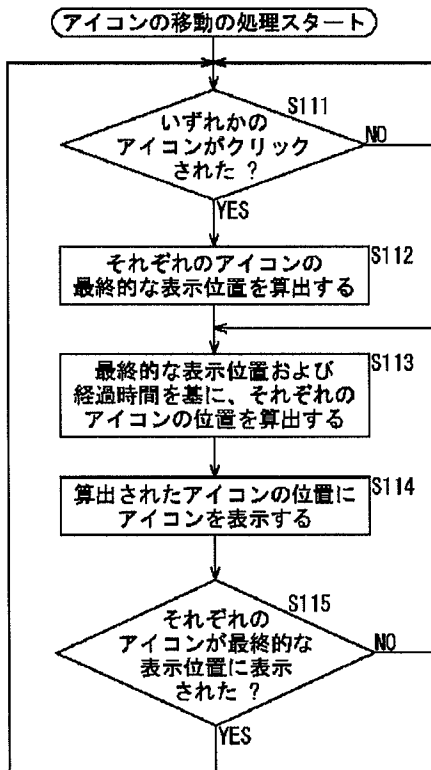 アイコンの移動の処理スタート
S111
いずれかの
アイコンがクリック
された ?
NO
YES
それぞれのアイコンの
最終的な表示位置を算出する
S112
最終的な表示位置および
経過時間を基に、それぞれの
アイコンの位置を算出する
S113
算出されたアイコンの位置に
アイコンを表示する
S114
S115
それぞれの
アイコンが最終的な
表示位置に表示
された ?
NO
YES